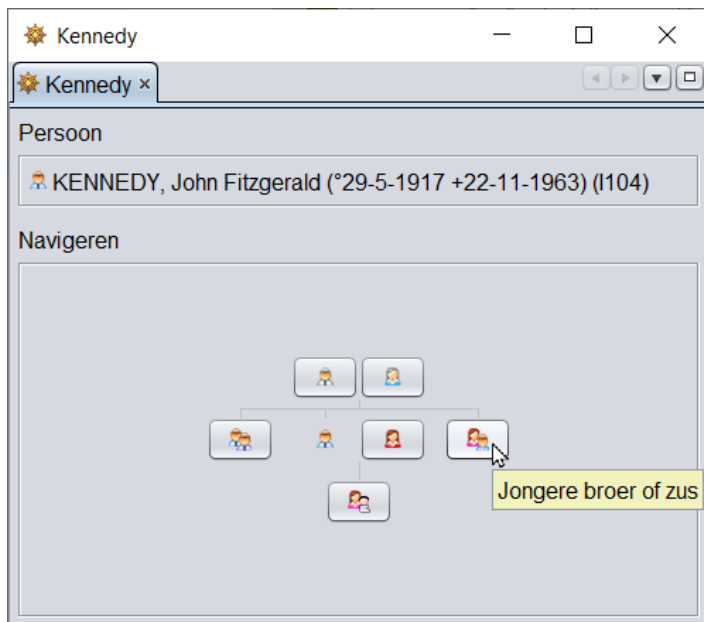 Kennedy
Kennedy
Persoon
KENNEDY, John Fitzgerald (°29-5-1917 +22-11-1963) (I104)
Navigeren
Jongere broer of zus